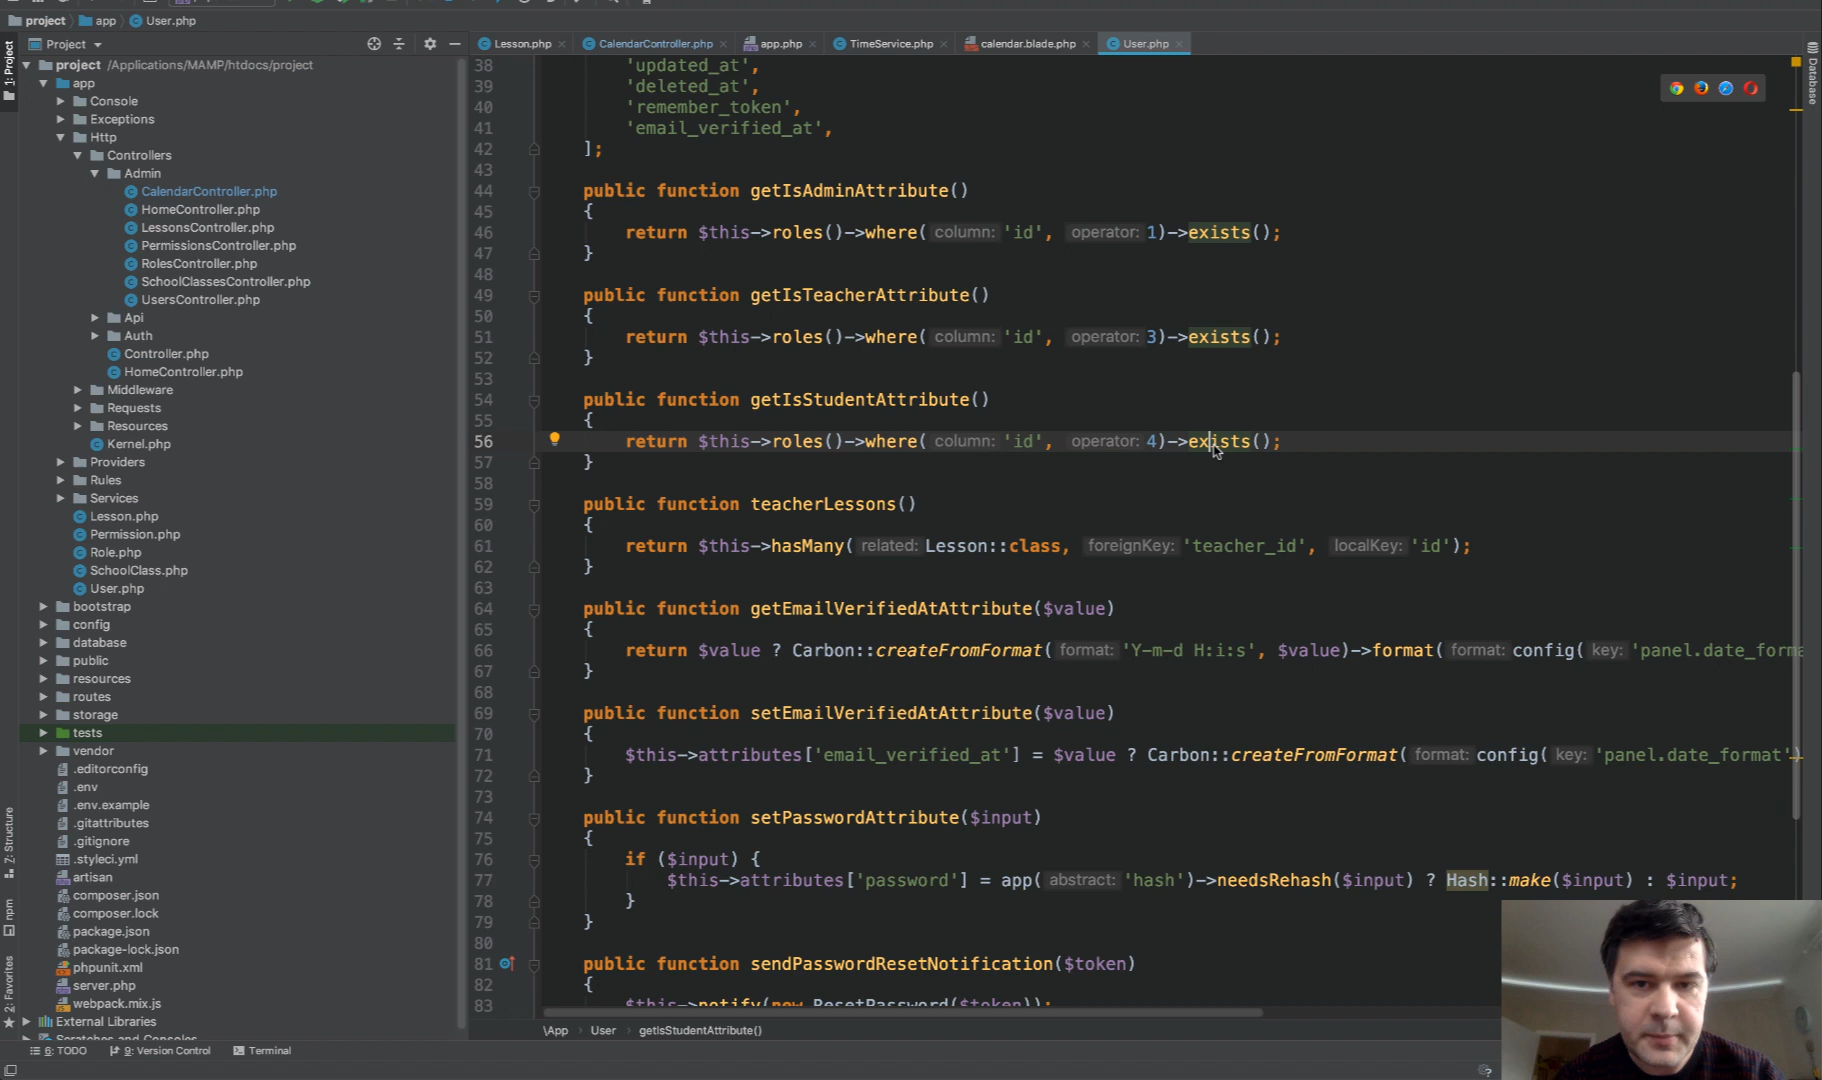 project app User.php
Project
project /Applications/MAMP/htdocs/project
app
Console
Exceptions
Http
Controllers
Admin
CalendarController.php
HomeController.php
LessonsController.php
PermissionsController.php
RolesController.php
SchoolClassesController.php
UsersController.php
Api
Auth
Controller.php
HomeController.php
Middleware
Requests
Resources
Kernel.php
Providers
Rules
Services
Lesson.php
Permission.php
Role.php
SchoolClass.php
User.php
bootstrap
config
database
public
resources
routes
storage
tests
vendor
.editorconfig
.env
.env.example
.gitattributes
.gitignore
.styleci.yml
artisan
composer.json
composer.lock
package.json
package-lock.json
phpunit.xml
server.php
webpack.mix.js
External Libraries
Scratches and Consoles
1: Project
Z: Structure
npm
2: Favorites
Lesson.php CalendarController.php app.php TimeService.php calendar.blade.php User.php
Database
38 'updated_at',
39 'deleted_at',
40 'remember_token',
41 'email_verified_at',
42 ];
43
44 public function getIsAdminAttribute()
45 {
46 return $this->roles()->where( column: 'id', operator: 1)->exists();
47 }
48
49 public function getIsTeacherAttribute()
50 {
51 return $this->roles()->where( column: 'id', operator: 3)->exists();
52 }
53
54 public function getIsStudentAttribute()
55 {
56 return $this->roles()->where( column: 'id', operator: 4)->exists();
57 }
58
59 public function teacherLessons()
60 {
61 return $this->hasMany( related: Lesson::class, foreignKey: 'teacher_id', localKey: 'id');
62 }
63
64 public function getEmailVerifiedAtAttribute($value)
65 {
66 return $value ? Carbon::createFromFormat( format: 'Y-m-d H:i:s', $value)->format( format: config( key: 'panel.date_forma
67 }
68
69 public function setEmailVerifiedAtAttribute($value)
70 {
71 $this->attributes['email_verified_at'] = $value ? Carbon::createFromFormat( format: config( key: 'panel.date_format')
72 }
73
74 public function setPasswordAttribute($input)
75 {
76 if ($input) {
77 $this->attributes['password'] = app( abstract: 'hash')->needsRehash($input) ? Hash::make($input) : $input;
78 }
79 }
80
81 public function sendPasswordResetNotification($token)
82 {
83 $this->notify(new ResetPassword($token));
\App User getIsStudentAttribute()
6: TODO 9: Version Control Terminal